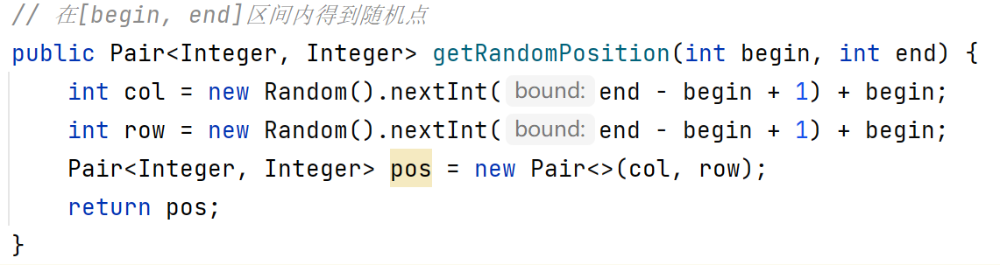 // 在[begin, end]区间内得到随机点
public Pair<Integer, Integer> getRandomPosition(int begin, int end) {
    int col = new Random().nextInt( bound: end - begin + 1) + begin;
    int row = new Random().nextInt( bound: end - begin + 1) + begin;
    Pair<Integer, Integer> pos = new Pair<>(col, row);
    return pos;
}